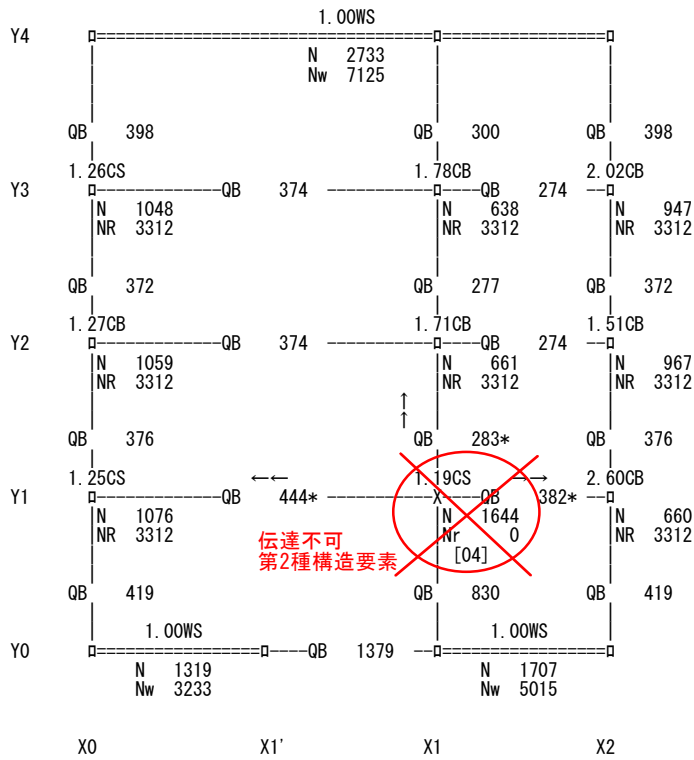 1.00WS
Y4
N 2733
Nw 7125
QB 398 QB 300 QB 398
1.26CS 1.78CB 2.02CB
Y3 QB 374 QB 274
N 1048 N 638 N 947
NR 3312 NR 3312 NR 3312
QB 372 QB 277 QB 372
1.27CB 1.71CB 1.51CB
Y2 QB 374 QB 274
N 1059 N 661 N 967
NR 3312 NR 3312 NR 3312
↑
↑
QB 376 QB 283* QB 376
1.25CS ←← 1.19CS →→ 2.60CB
Y1 QB 444* X QB 382*
N 1076 N 1644 N 660
NR 3312 Nr 0 NR 3312
伝達不可
第2種構造要素
[04]
QB 419 QB 830 QB 419
1.00WS 1.00WS
Y0 QB 1379
N 1319 N 1707
Nw 3233 Nw 5015
X0 X1' X1 X2